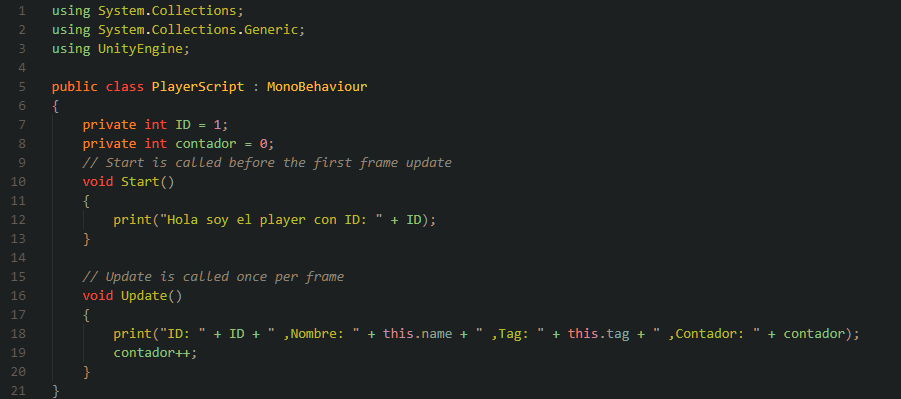 1 using System.Collections;
2 using System.Collections.Generic;
3 using UnityEngine;
4
5 public class PlayerScript : MonoBehaviour
6 {
7     private int ID = 1;
8     private int contador = 0;
9     // Start is called before the first frame update
10     void Start()
11     {
12         print("Hola soy el player con ID: " + ID);
13     }
14
15     // Update is called once per frame
16     void Update()
17     {
18         print("ID: " + ID + " ,Nombre: " + this.name + " ,Tag: " + this.tag + " ,Contador: " + contador);
19         contador++;
20     }
21 }